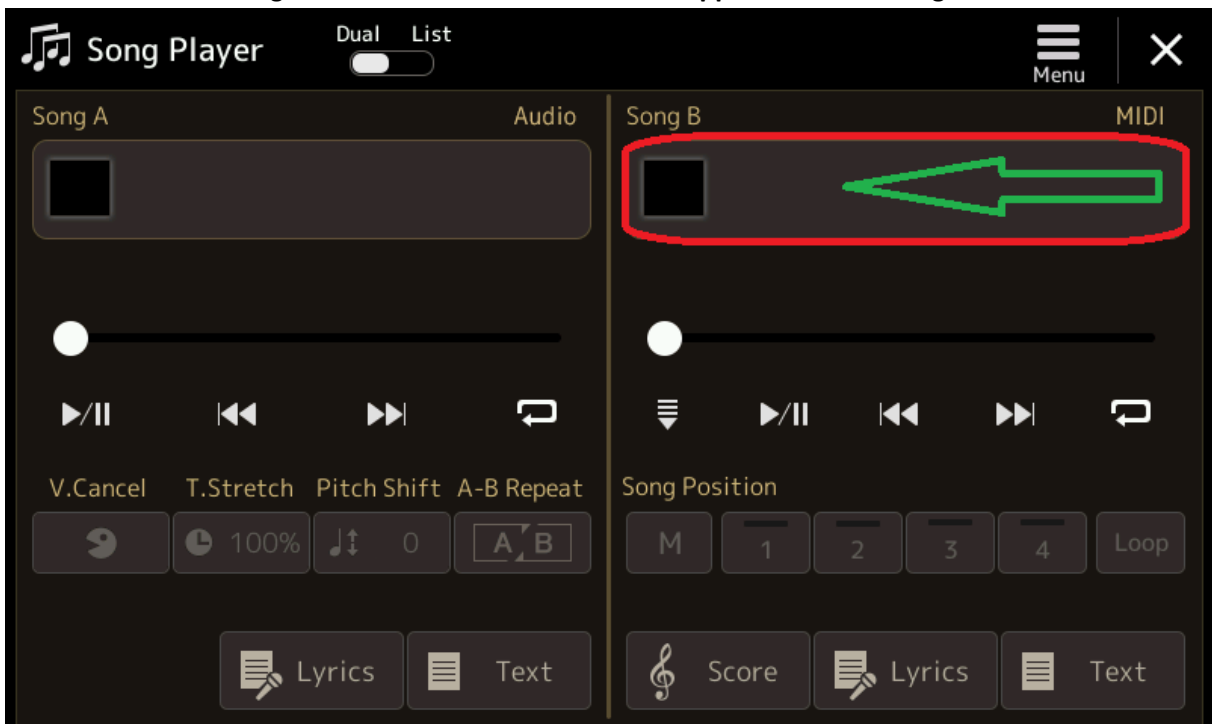 Song Player
Dual List
Menu
Song A Audio
Song B MIDI
V.Cancel T.Stretch Pitch Shift A-B Repeat
100% 0 A B
Song Position
M 1 2 3 4 Loop
Lyrics Text
Score Lyrics Text